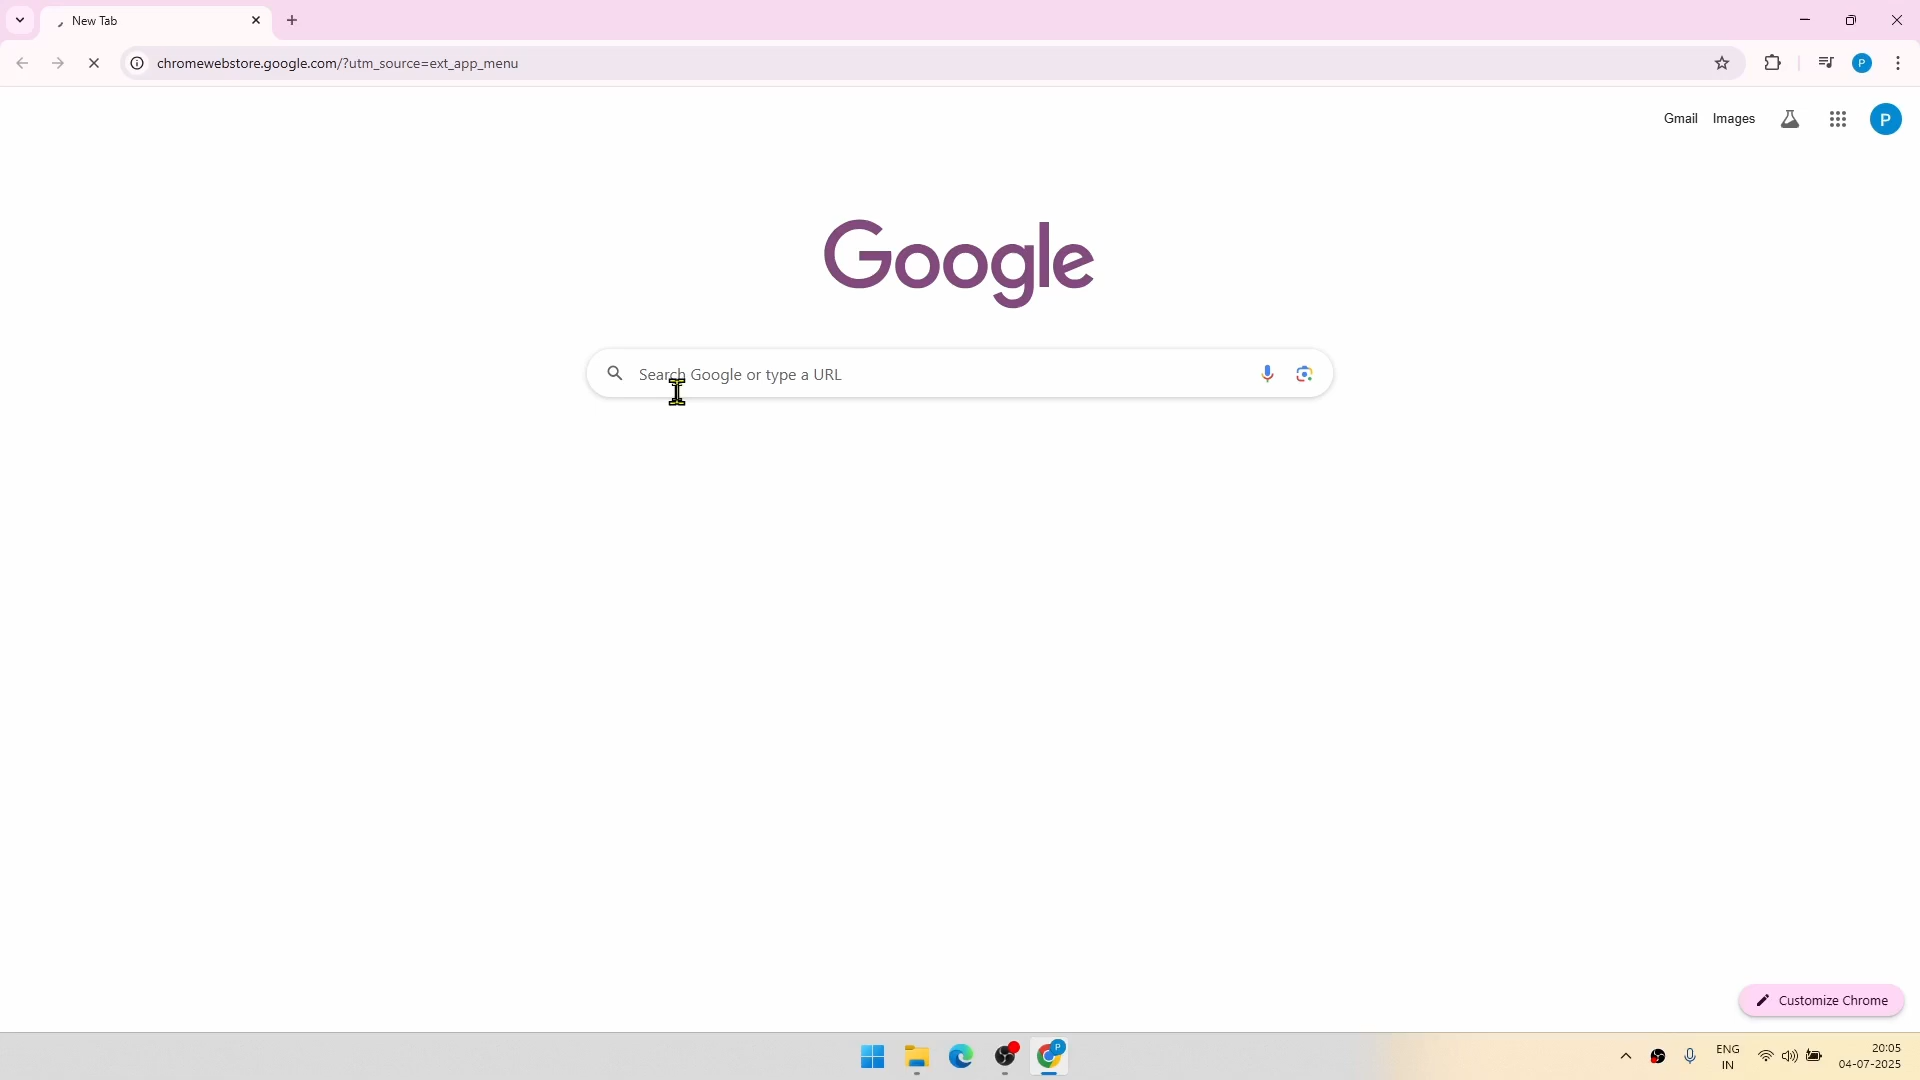 New Tab
chromewebstore.google.com/?utm_source=ext_app_menu
P
Gmail Images
P
Google
Search Google or type a URL
Customize Chrome
P
ENG
IN
20:05
04-07-2025